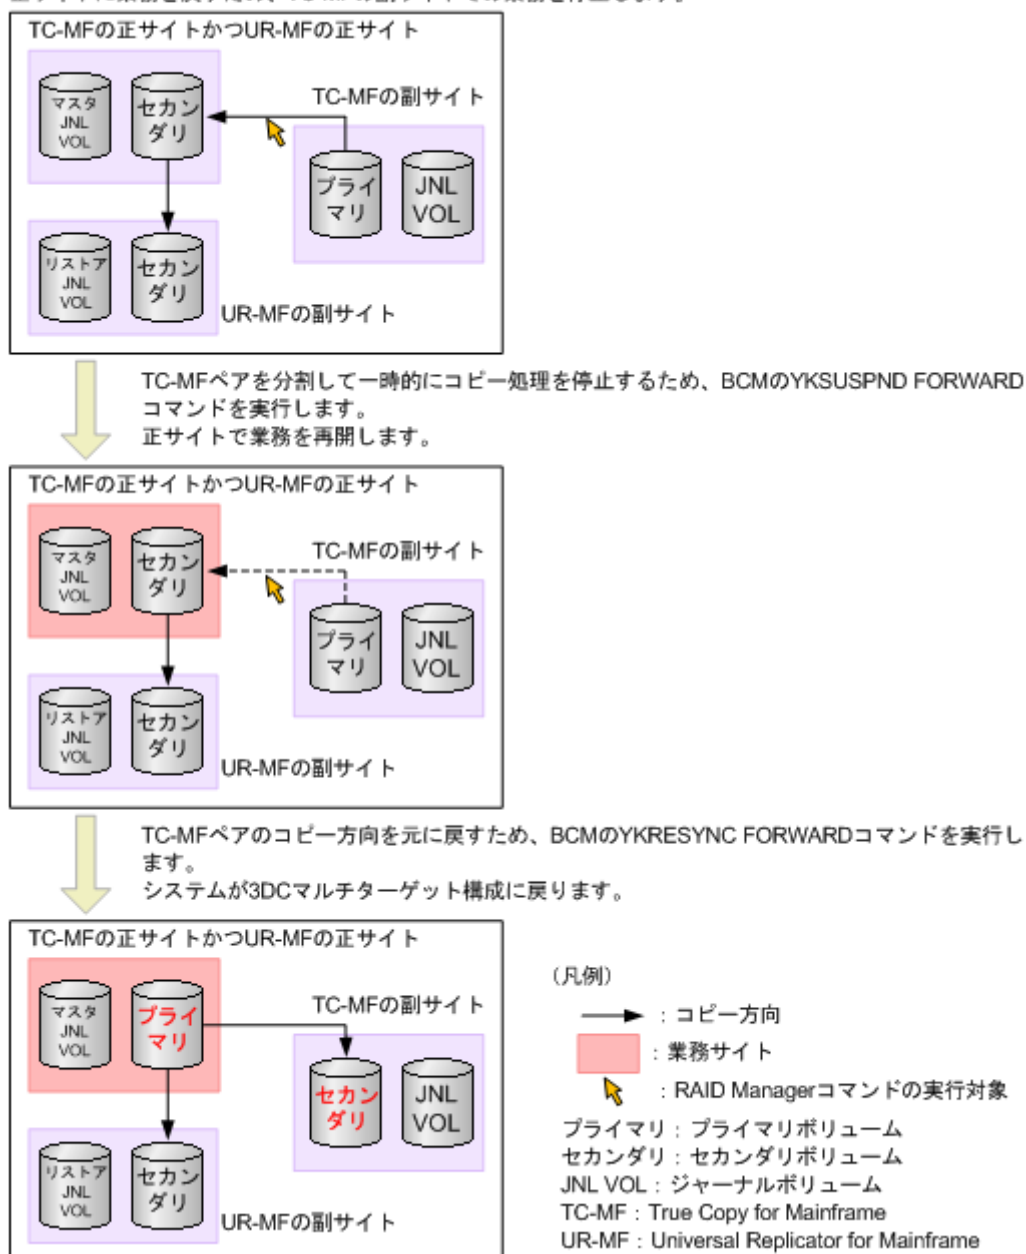 TC-MFの正サイトかつUR-MFの正サイト
マスタ
JNL
VOL
セカン
ダリ
TC-MFの副サイト
プライ
マリ
JNL
VOL
リストア
JNL
VOL
セカン
ダリ
UR-MFの副サイト
TC-MFペアを分割して一時的にコピー処理を停止するため、BCMのYKSUSPND FORWARD
コマンドを実行します。
正サイトで業務を再開します。
TC-MFの正サイトかつUR-MFの正サイト
マスタ
JNL
VOL
セカン
ダリ
TC-MFの副サイト
プライ
マリ
JNL
VOL
リストア
JNL
VOL
セカン
ダリ
UR-MFの副サイト
TC-MFペアのコピー方向を元に戻すため、BCMのYKRESYNC FORWARDコマンドを実行し
ます。
システムが3DCマルチターゲット構成に戻ります。
TC-MFの正サイトかつUR-MFの正サイト
マスタ
JNL
VOL
プライ
マリ
TC-MFの副サイト
セカン
ダリ
JNL
VOL
リストア
JNL
VOL
セカン
ダリ
UR-MFの副サイト
（凡例）
：コピー方向
：業務サイト
：RAID Managerコマンドの実行対象
プライマリ：プライマリボリューム
セカンダリ：セカンダリボリューム
JNL VOL：ジャーナルボリューム
TC-MF：True Copy for Mainframe
UR-MF：Universal Replicator for Mainframe